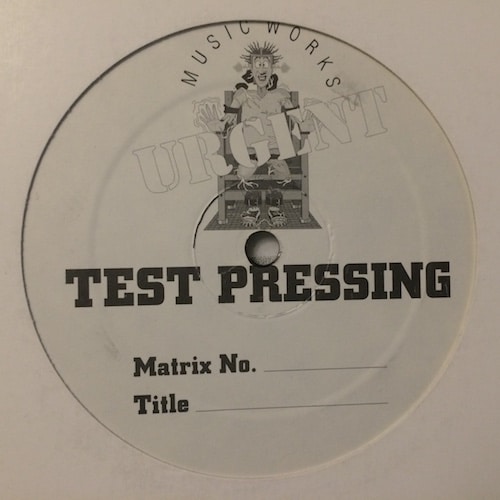 MUSIC WORKS
URGENT
TEST PRESSING
Matrix No.
Title